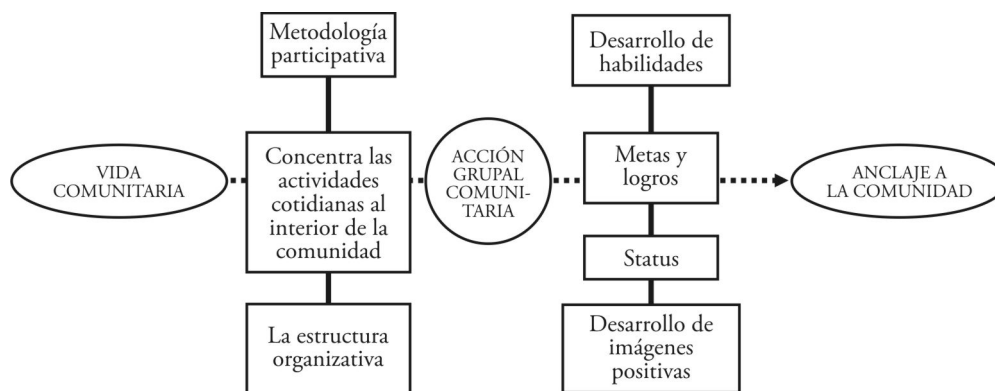 Metodología
participativa
Desarrollo de
habilidades
VIDA
COMUNITARIA
Concentra las
actividades
cotidianas al
interior de la
comunidad
ACCIÓN
GRUPAL
COMUNI-
TARIA
Metas y
logros
ANCLAJE A
LA COMUNIDAD
Status
La estructura
organizativa
Desarrollo de
imágenes
positivas